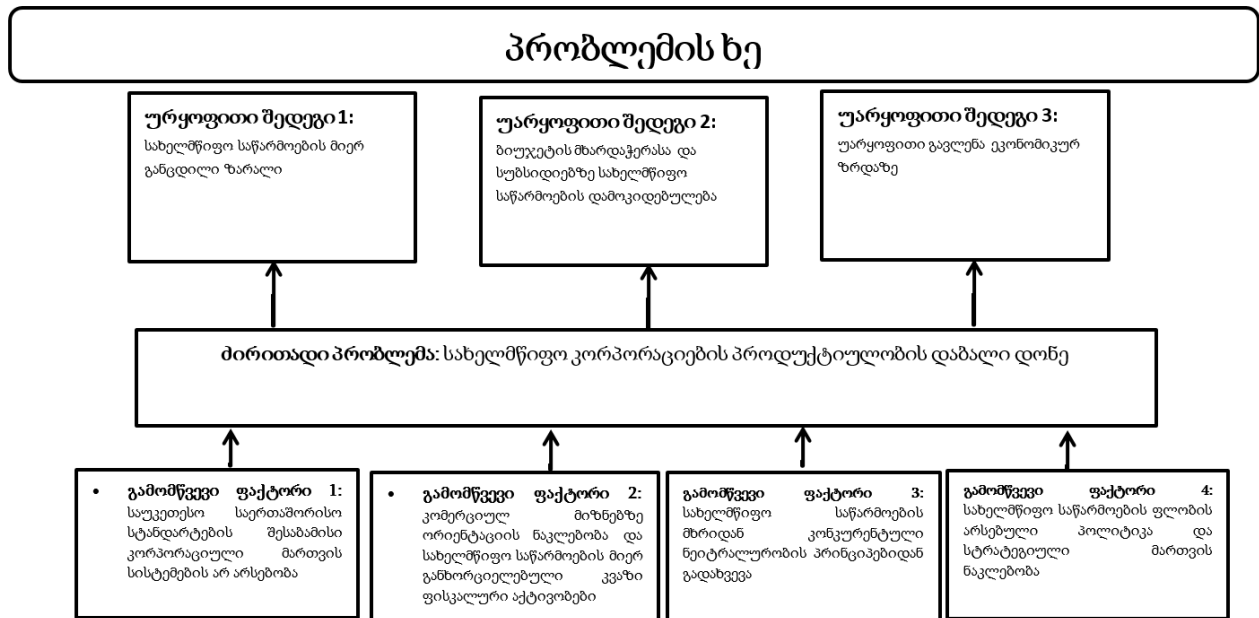 პრობლემის ხე
ურყოფითი შედეგი 1:
სახელმწიფო საწარმოების მიერ
განცდილი ზარალი
უარყოფითი შედეგი 2:
ბიუჯეტის მხარდაჭერასა და
სუბსიდიებზე სახელმწიფო
საწარმოების დამოკიდებულება
უარყოფითი შედეგი 3:
უარყოფითი გავლენა ეკონომიკურ
ზრდაზე
ძირითადი პრობლემა: სახელმწიფო კორპორაციების პროდუქტიულობის დაბალი დონე
• გამომწვევი ფაქტორი 1:
საუკეთესო საერთაშორისო
სტანდარტების შესაბამისი
კორპორაციული მართვის
სისტემების არ არსებობა
• გამომწვევი ფაქტორი 2:
კომერციულ მიზნებზე
ორიენტაციის ნაკლებობა და
სახელმწიფო საწარმოების მიერ
განხორციელებული კვაზი
ფისკალური აქტივობები
გამომწვევი ფაქტორი 3:
სახელმწიფო საწარმოების
მხრიდან კონკურენტული
ნეიტრალურობის პრინციპებიდან
გადახვევა
გამომწვევი ფაქტორი 4:
სახელმწიფო საწარმოების ფლობის
არსებული პოლიტიკა და
სტრატეგიული მართვის
ნაკლებობა